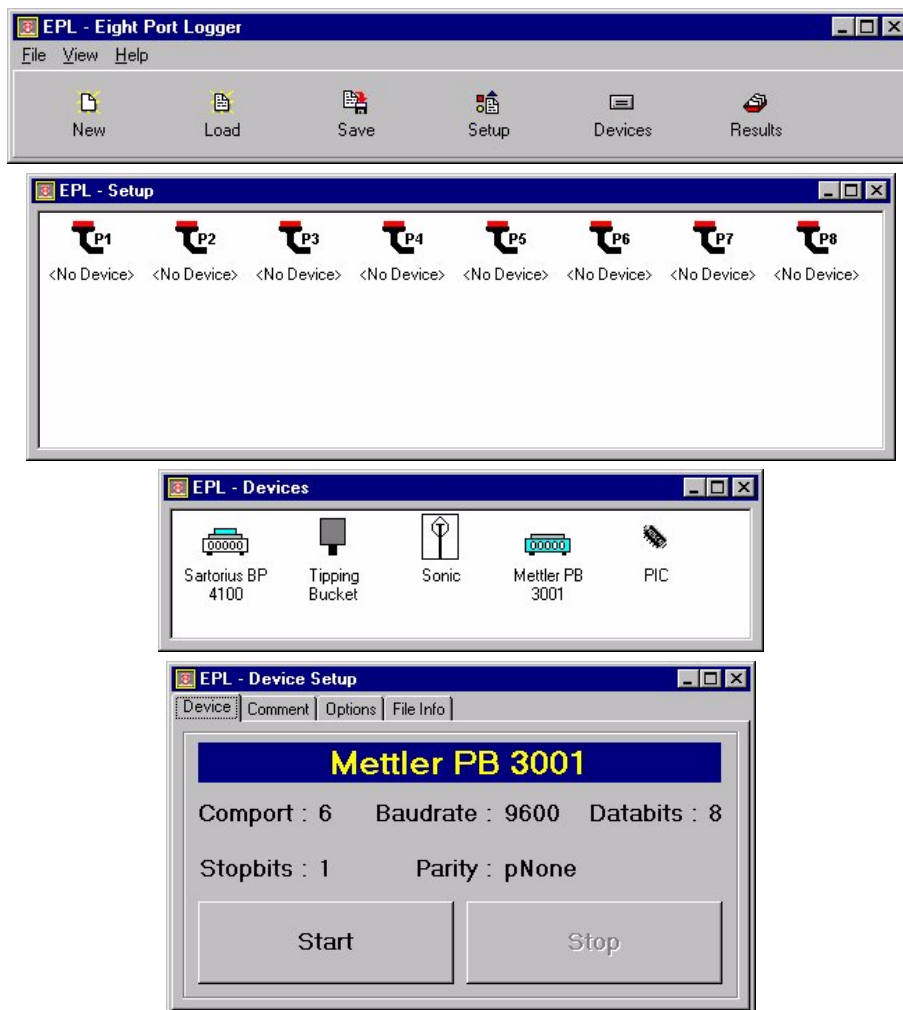 EPL - Eight Port Logger
File View Help
New Load Save Setup Devices Results
EPL - Setup
P1 P2 P3 P4 P5 P6 P7 P8
<No Device> <No Device> <No Device> <No Device> <No Device> <No Device> <No Device> <No Device>
EPL - Devices
00000 T 00000
Sartorius BP Tipping Sonic Mettler PB PIC
4100 Bucket 3001
EPL - Device Setup
Device Comment Options File Info
Mettler PB 3001
Comport : 6 Baudrate : 9600 Databits : 8
Stopbits : 1 Parity : pNone
Start Stop